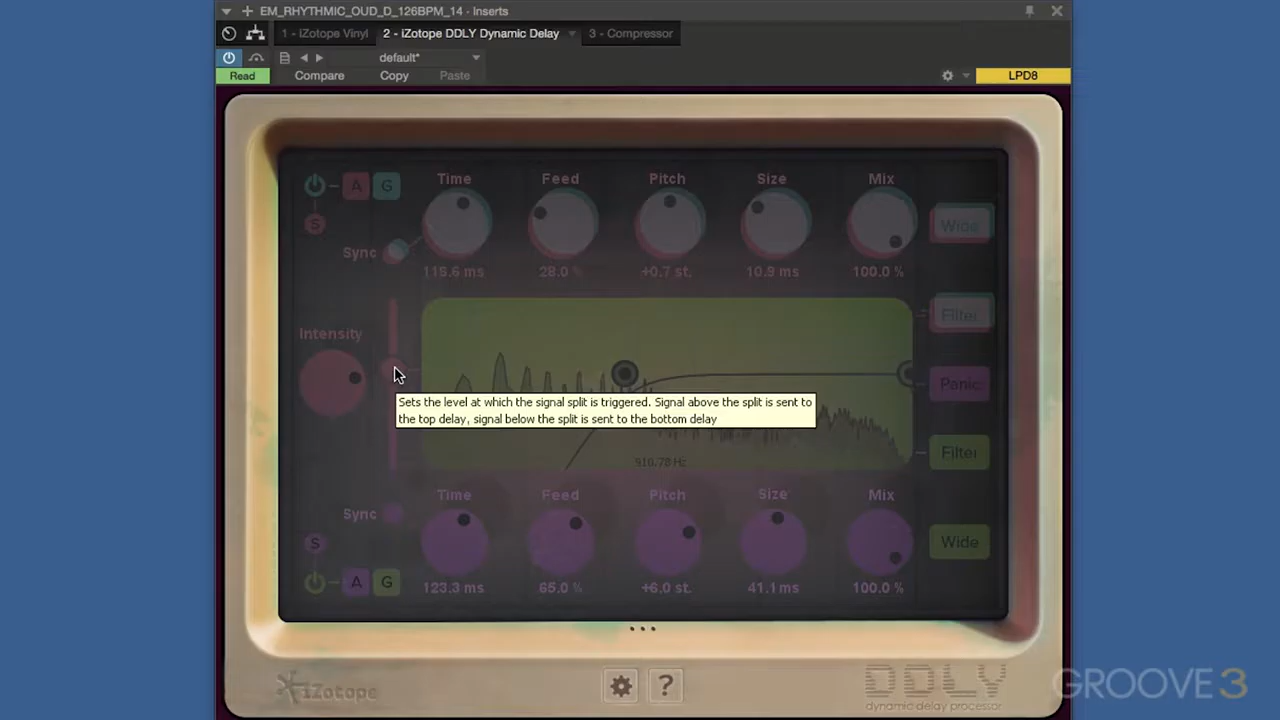 EM_RHYTHMIC_OUD_D_126BPM_14 - Inserts
1 - iZotope Vinyl
2 - iZotope DDLY Dynamic Delay
3 - Compressor
default*
Read
Compare
Copy
Paste
LPD8
A
G
Time
Feed
Pitch
Size
Mix
S
Wide
Sync
115.6 ms
28.0 %
+0.7 st.
10.9 ms
100.0 %
Filter
Intensity
Panic
Sets the level at which the signal split is triggered. Signal above the split is sent to
the top delay, signal below the split is sent to the bottom delay
Filter
910.78 Hz
Time
Feed
Pitch
Size
Mix
Sync
S
Wide
A
G
123.3 ms
65.0 %
+6.0 st.
41.1 ms
100.0 %
iZotope
?
DDLY
dynamic delay processor
GROOVE 3